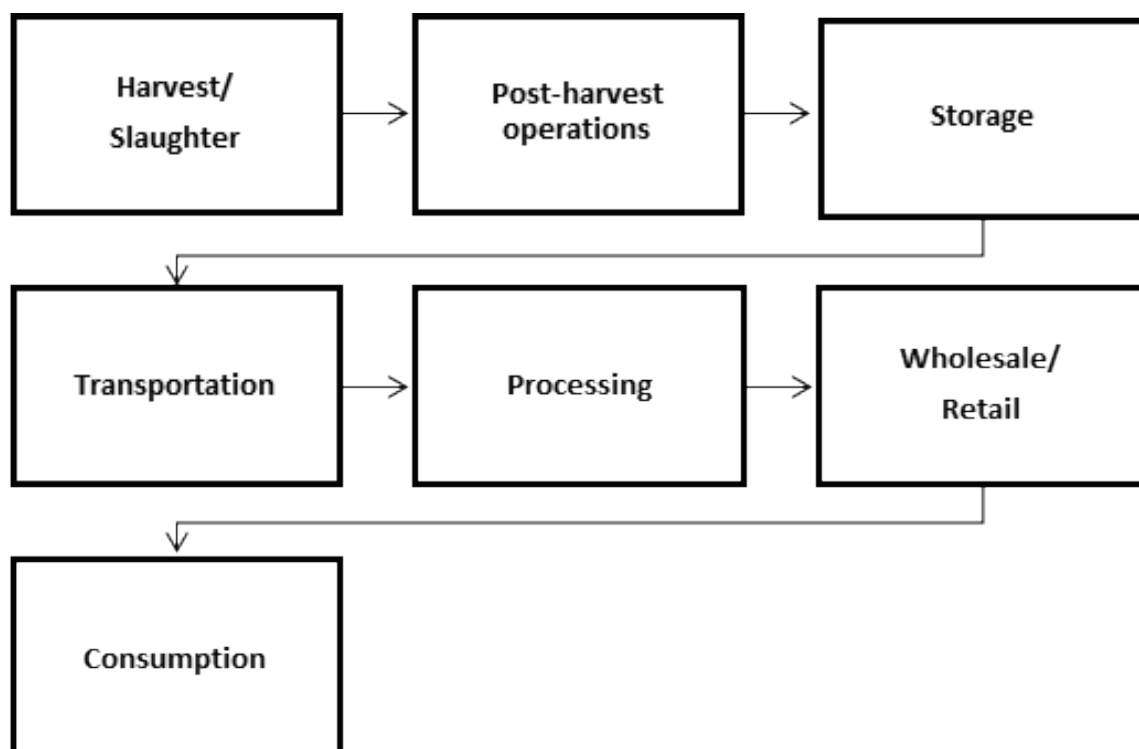 Harvest/
Slaughter
Post-harvest
operations
Storage
Transportation
Processing
Wholesale/
Retail
Consumption